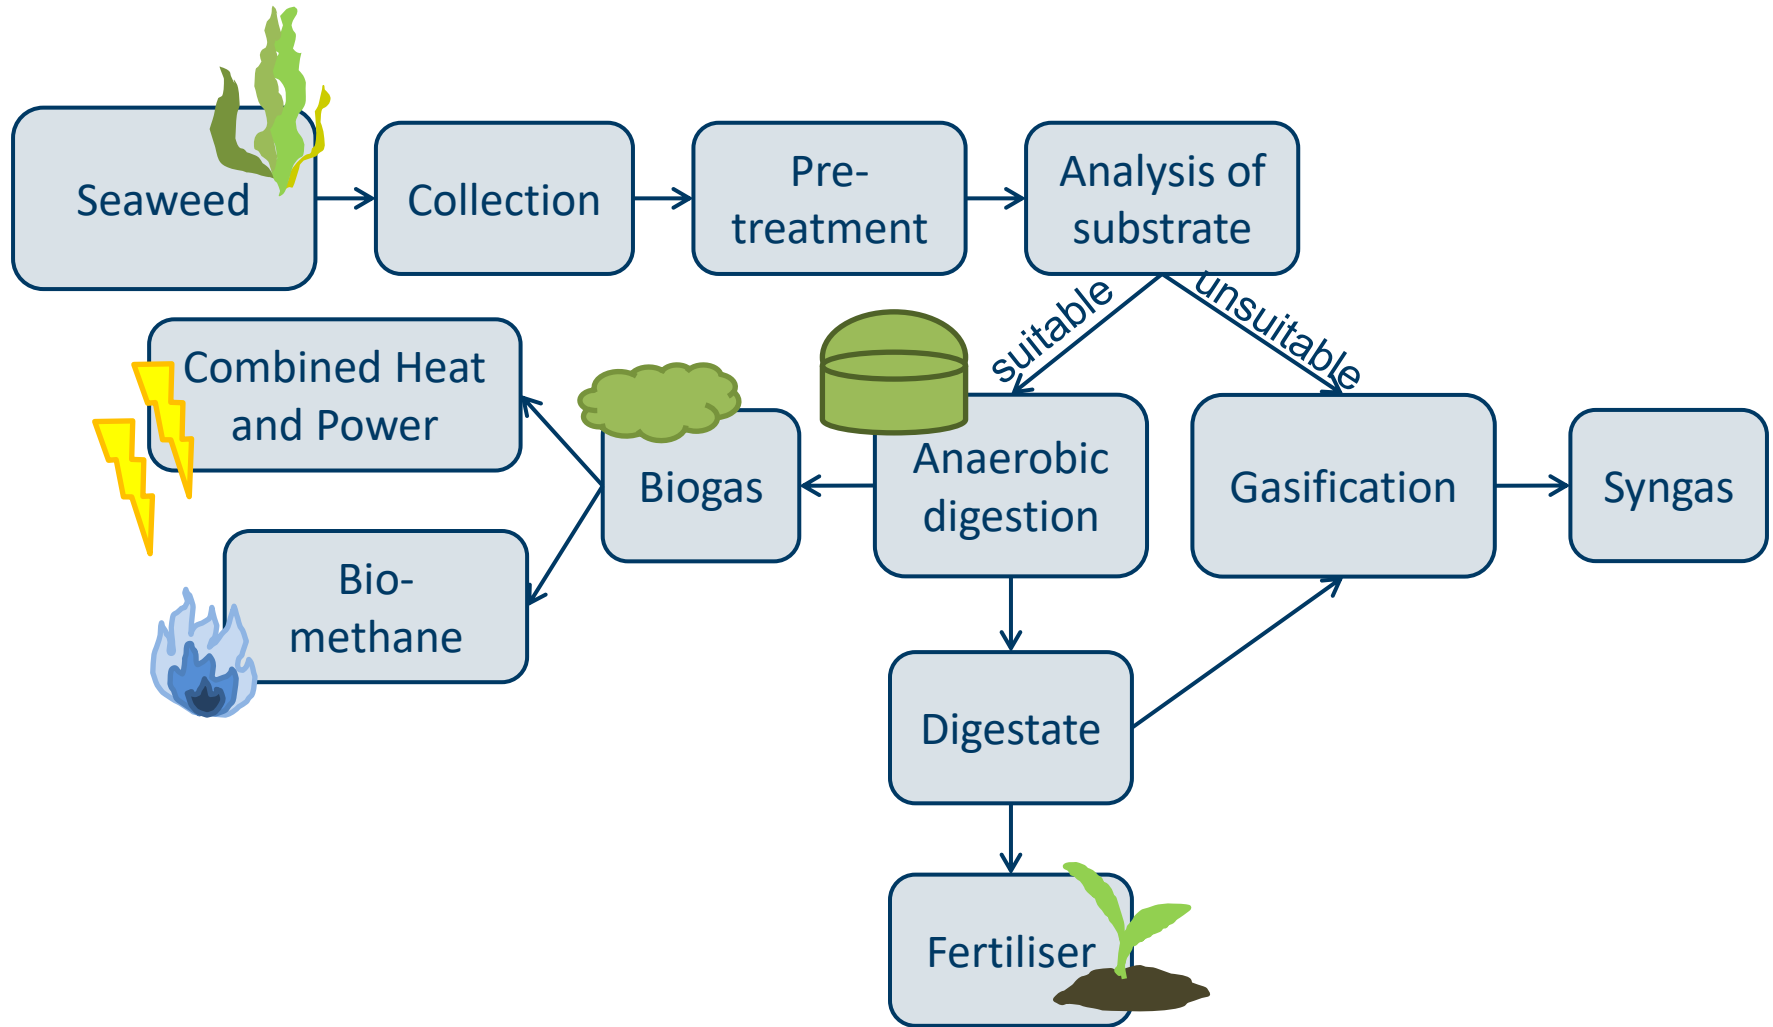 Seaweed
Collection
Pre-
treatment
Analysis of
substrate
suitable
unsuitable
Combined Heat
and Power
Biogas
Anaerobic
digestion
Gasification
Syngas
Bio-
methane
Digestate
Fertiliser